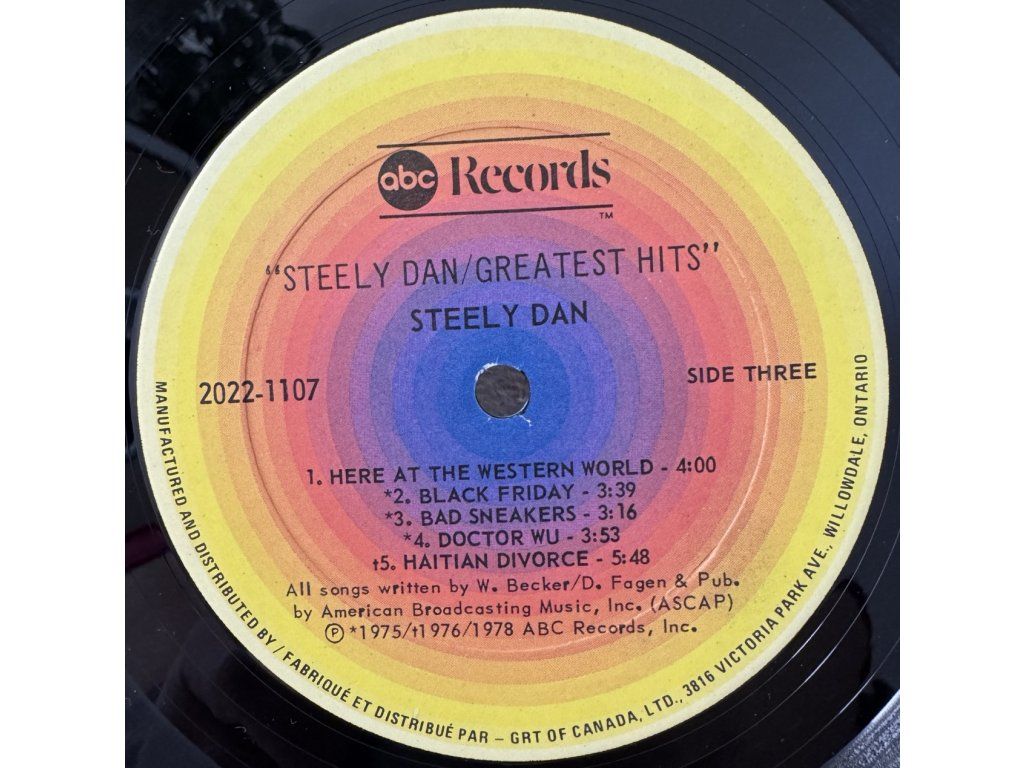 abc Records
TM
"STEELY DAN/GREATEST HITS"
STEELY DAN
2022-1107
SIDE THREE
1. HERE AT THE WESTERN WORLD - 4:00
*2. BLACK FRIDAY - 3:39
*3. BAD SNEAKERS - 3:16
*4. DOCTOR WU - 3:53
t5. HAITIAN DIVORCE - 5:48
All songs written by W. Becker/D. Fagen & Pub.
by American Broadcasting Music, Inc. (ASCAP)
℗*1975/t1976/1978 ABC Records, Inc.
MANUFACTURED AND DISTRIBUTED BY / FABRIQUÉ ET DISTRIBUÉ PAR – GRT OF CANADA, LTD., 3816 VICTORIA PARK AVE., WILLOWDALE, ONTARIO